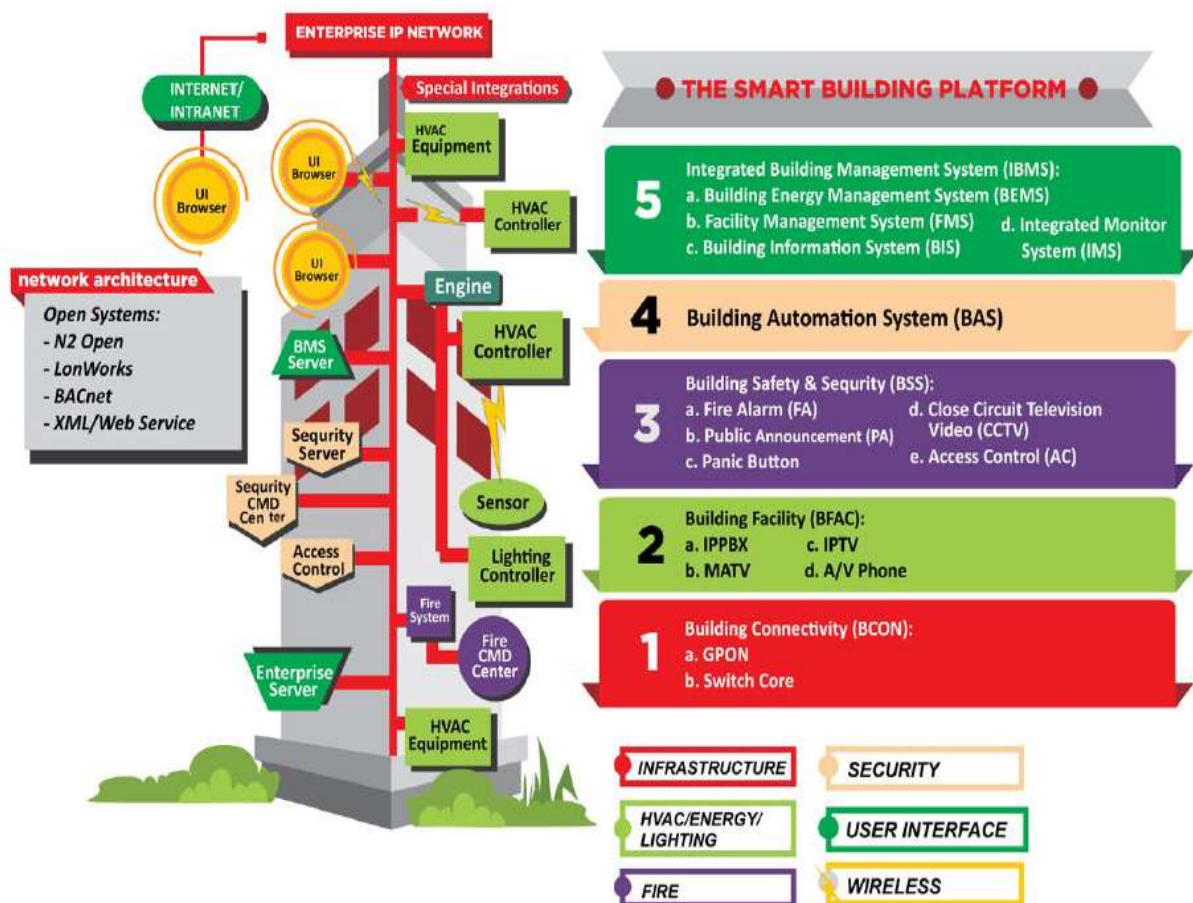 ENTERPRISE IP NETWORK
INTERNET/
INTRANET
UI
Browser
network architecture
Open Systems:
- N2 Open
- LonWorks
- BACnet
- XML/Web Service
Special Integrations
HVAC
Equipment
UI
Browser
HVAC
Controller
UI
Browser
Engine
BMS
Server
HVAC
Controller
Sequrity
Server
Sequrity
CMD
Cen ter
Sensor
Access
Control
Lighting
Controller
Fire
System
Fire
CMD
Center
Enterprise
Server
HVAC
Equipment
THE SMART BUILDING PLATFORM
5
Integrated Building Management System (IBMS):
a. Building Energy Management System (BEMS)
b. Facility Management System (FMS)
c. Building Information System (BIS)
d. Integrated Monitor
System (IMS)
4
Building Automation System (BAS)
3
Building Safety & Sequrity (BSS):
a. Fire Alarm (FA)
b. Public Announcement (PA)
c. Panic Button
d. Close Circuit Television
Video (CCTV)
e. Access Control (AC)
2
Building Facility (BFAC):
a. IPPBX
b. MATV
c. IPTV
d. A/V Phone
1
Building Connectivity (BCON):
a. GPON
b. Switch Core
INFRASTRUCTURE
HVAC/ENERGY/
LIGHTING
FIRE
SECURITY
USER INTERFACE
WIRELESS